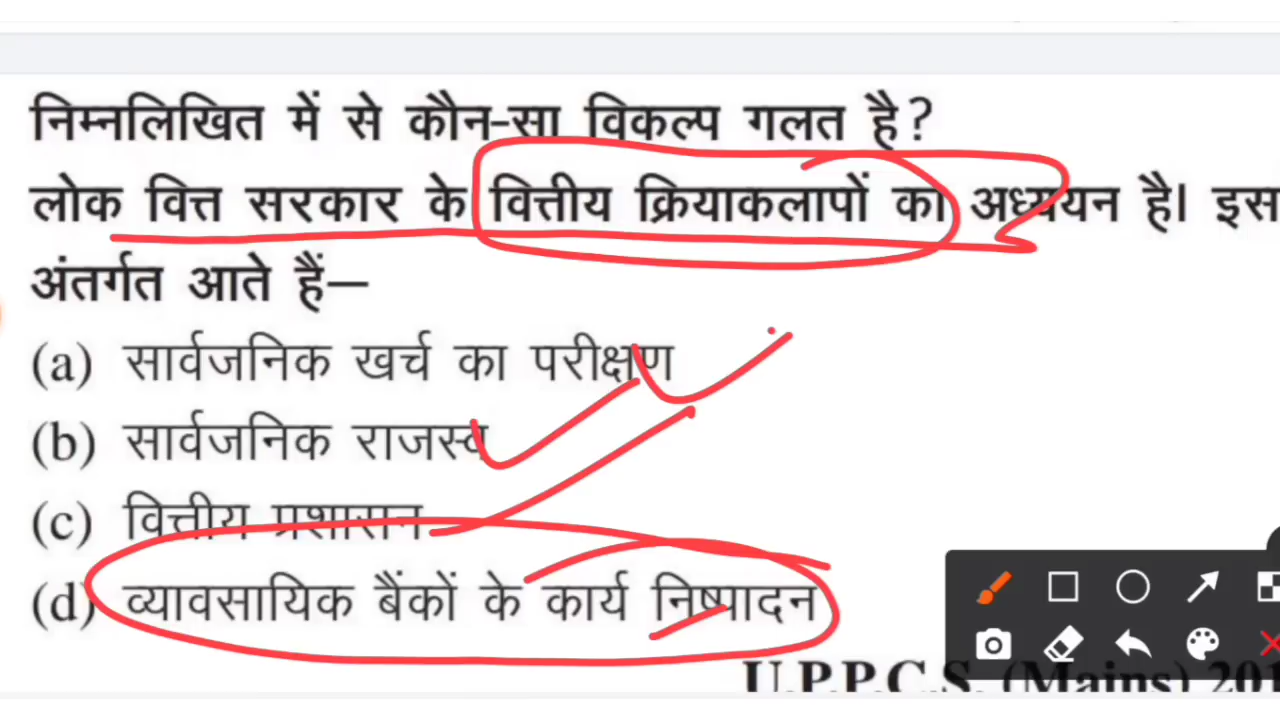 निम्नलिखित में से कौन-सा विकल्प गलत है?
लोक वित्त सरकार के वित्तीय क्रियाकलापों का अध्ययन है। इस
अंतर्गत आते हैं—
(a) सार्वजनिक खर्च का परीक्षण
(b) सार्वजनिक राजस्व
(c) वित्तीय प्रशासन
(d) व्यावसायिक बैंकों के कार्य निष्पादन
U.P.P.C.S. (Mains) 201